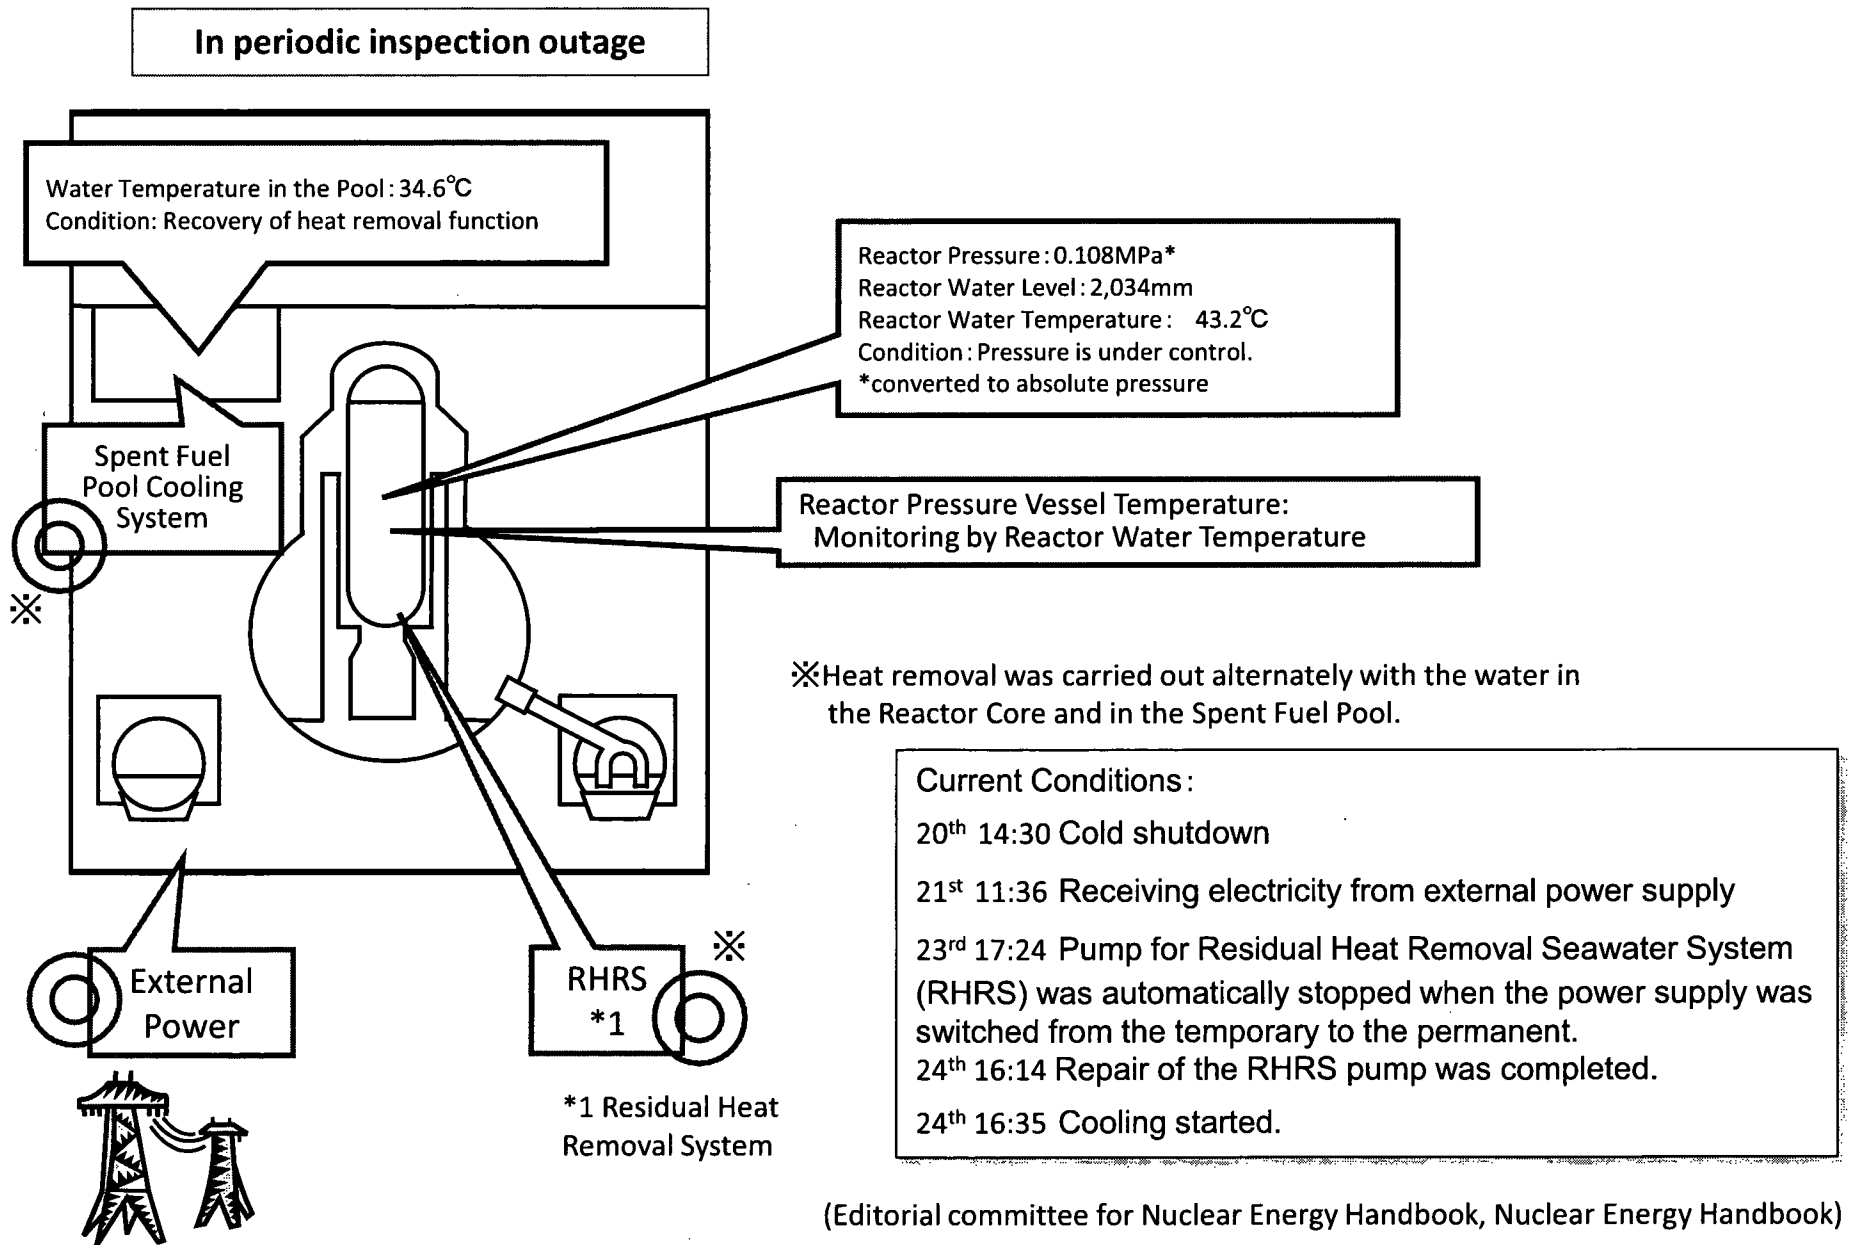 In periodic inspection outage
Water Temperature in the Pool : 34.6℃
Condition: Recovery of heat removal function
Reactor Pressure : 0.108MPa*
Reactor Water Level : 2,034mm
Reactor Water Temperature : 43.2℃
Condition : Pressure is under control.
*converted to absolute pressure
Spent Fuel
Pool Cooling
System
※
Reactor Pressure Vessel Temperature:
Monitoring by Reactor Water Temperature
※Heat removal was carried out alternately with the water in
the Reactor Core and in the Spent Fuel Pool.
Current Conditions :
20th 14:30 Cold shutdown
21st 11:36 Receiving electricity from external power supply
23rd 17:24 Pump for Residual Heat Removal Seawater System
(RHRS) was automatically stopped when the power supply was
switched from the temporary to the permanent.
24th 16:14 Repair of the RHRS pump was completed.
24th 16:35 Cooling started.
External
Power
※
RHRS
*1
*1 Residual Heat
Removal System
(Editorial committee for Nuclear Energy Handbook, Nuclear Energy Handbook)